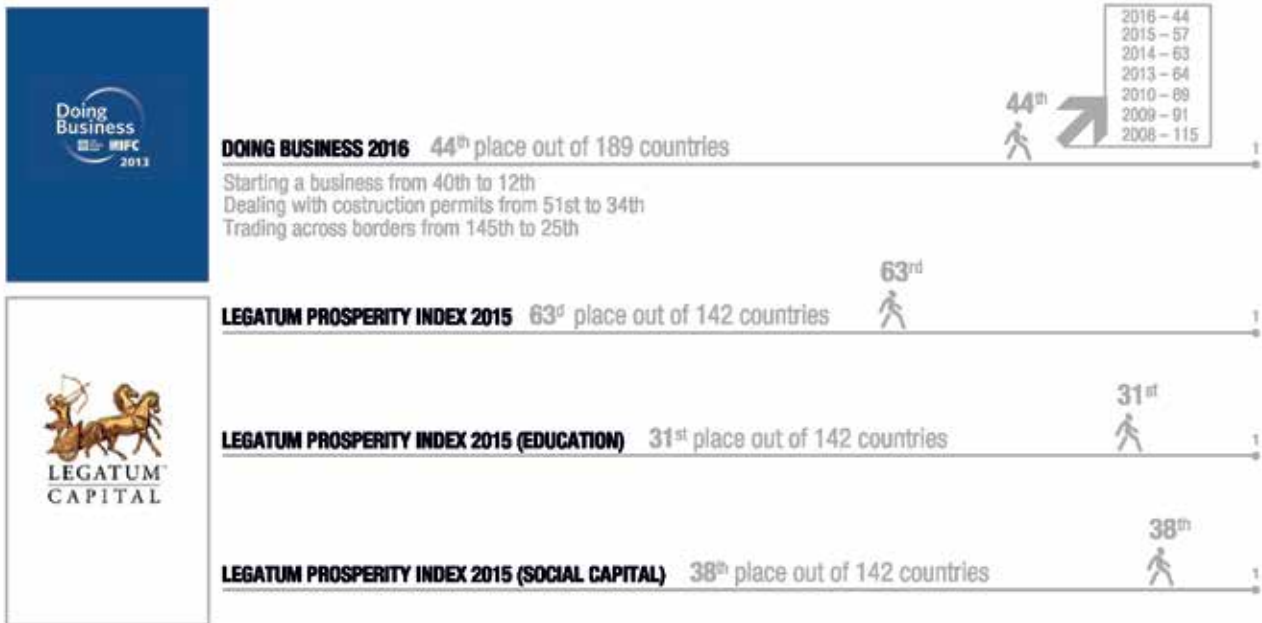 Doing
Business
IFC
2013
2016 – 44
2015 – 57
2014 – 63
2013 – 64
2010 – 89
2009 – 91
2008 – 115
44th
DOING BUSINESS 2016 44th place out of 189 countries
1
Starting a business from 40th to 12th
Dealing with costruction permits from 51st to 34th
Trading across borders from 145th to 25th
63rd
LEGATUM PROSPERITY INDEX 2015 63d place out of 142 countries
1
LEGATUM™
CAPITAL
31st
LEGATUM PROSPERITY INDEX 2015 (EDUCATION) 31st place out of 142 countries
1
38th
LEGATUM PROSPERITY INDEX 2015 (SOCIAL CAPITAL) 38th place out of 142 countries
1